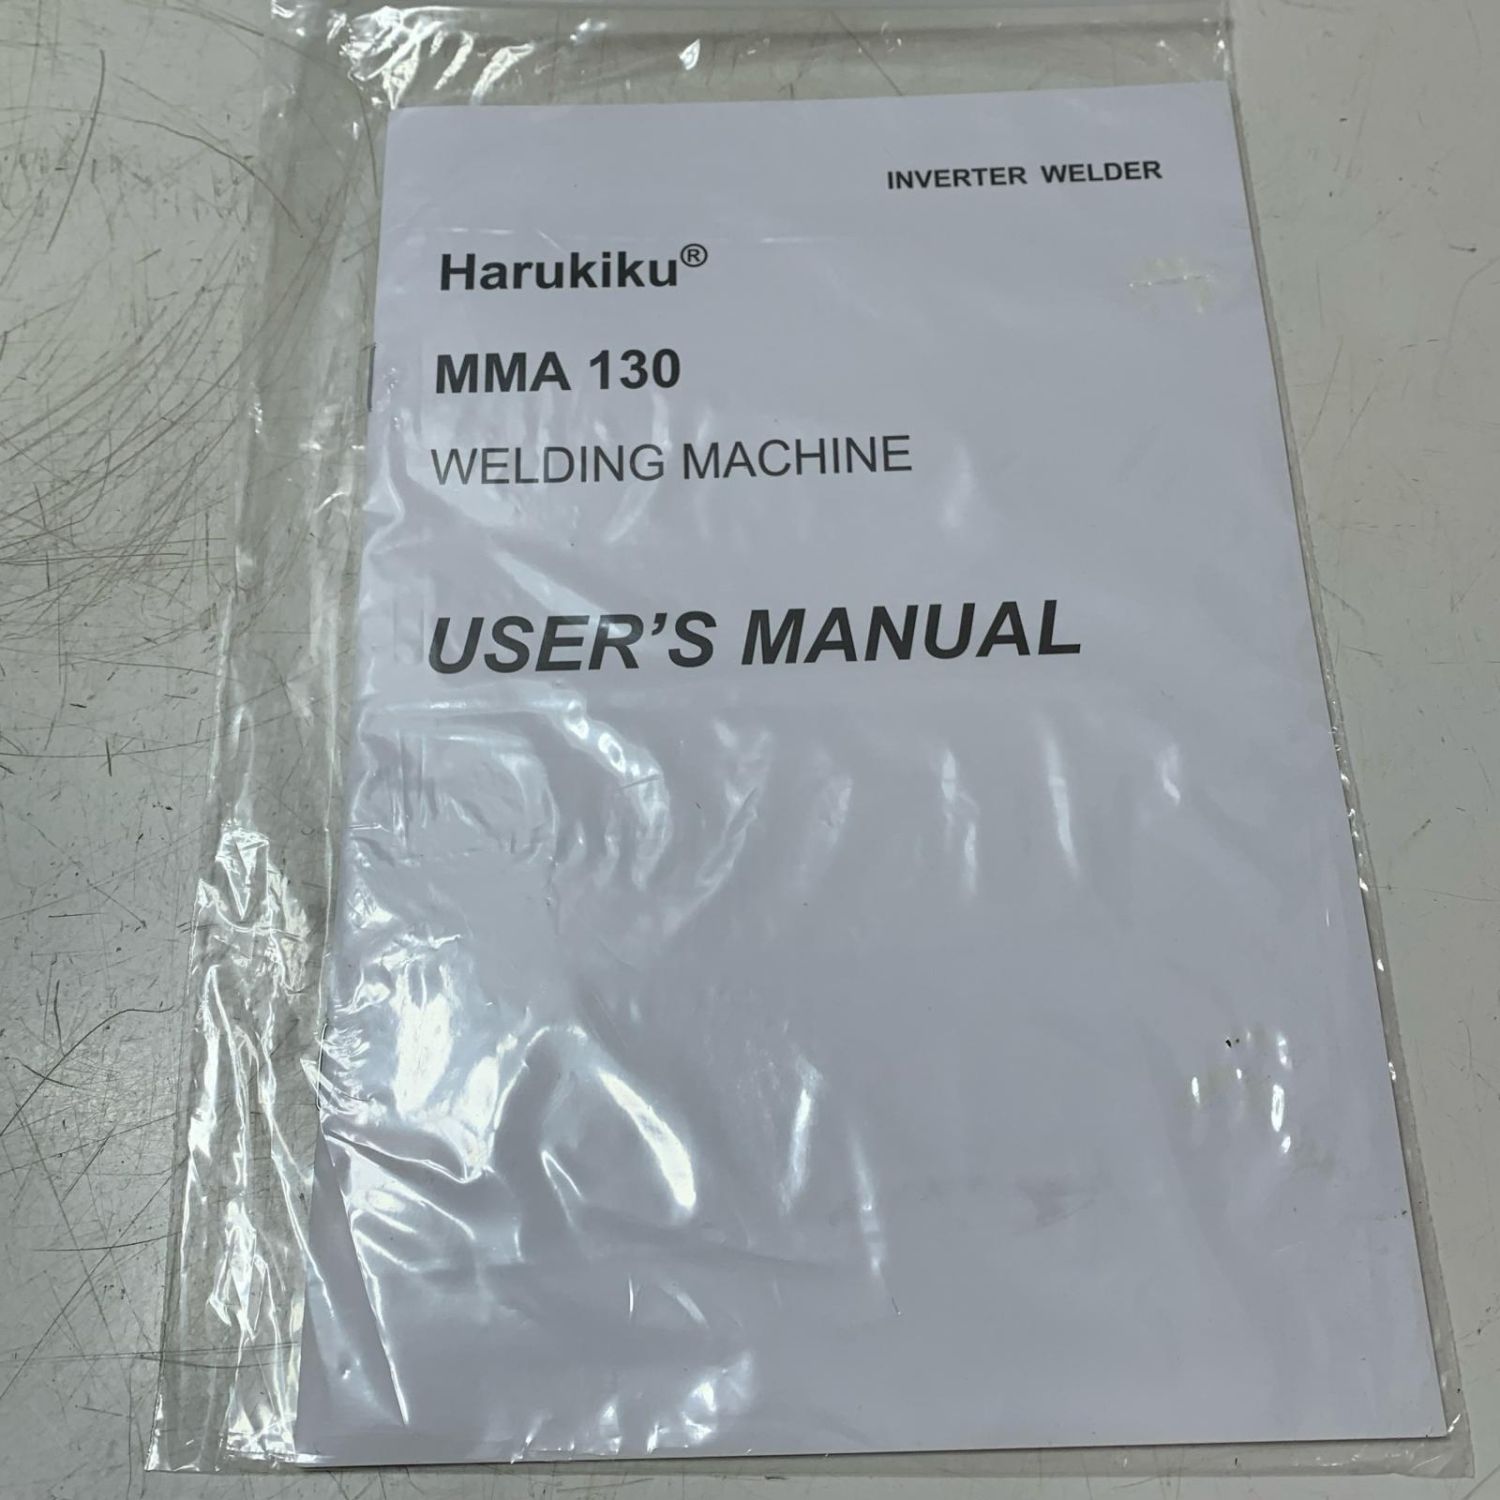 INVERTER WELDER
Harukiku®
MMA 130
WELDING MACHINE
USER'S MANUAL